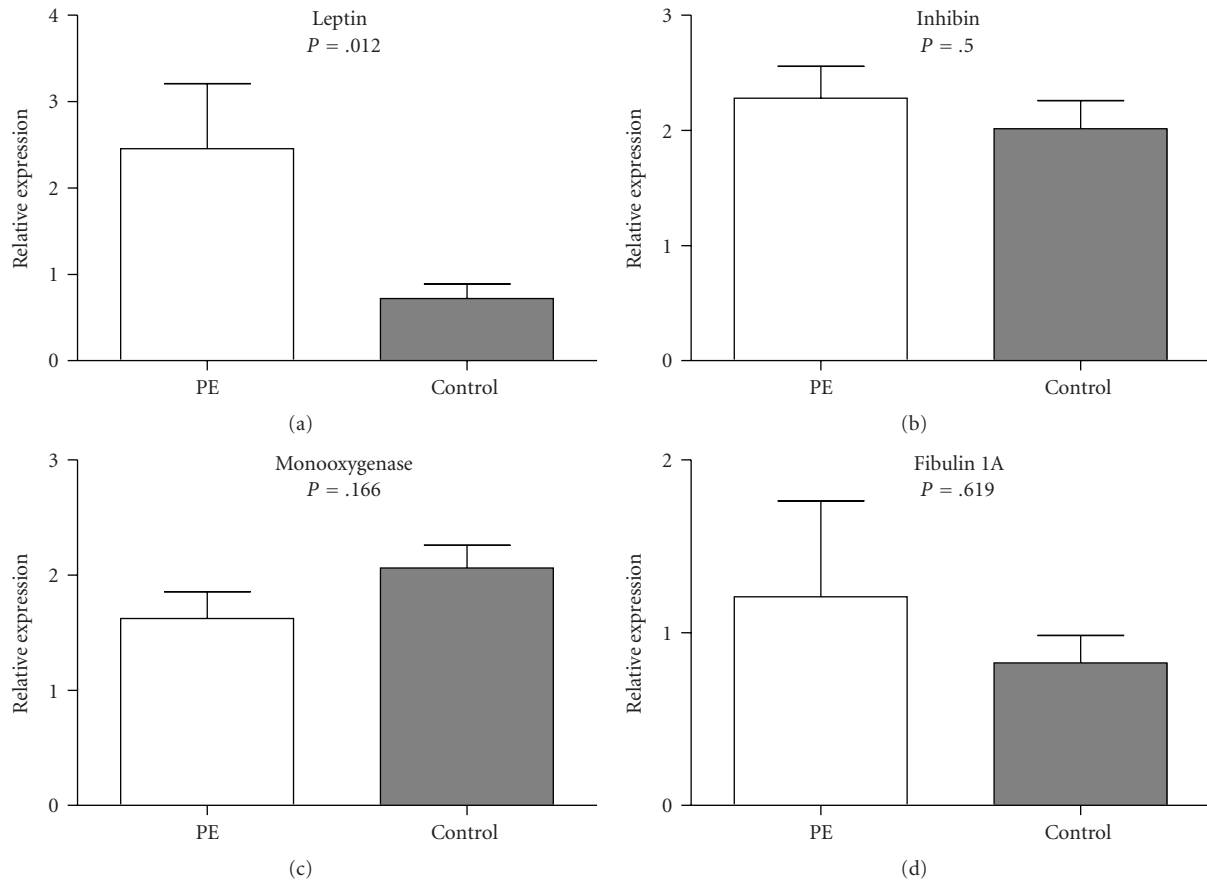 Leptin
P = .012
Relative expression
4
3
2
1
0
PE
Control
(a)
Inhibin
P = .5
Relative expression
3
2
1
0
PE
Control
(b)
Monooxygenase
P = .166
Relative expression
3
2
1
0
PE
Control
(c)
Fibulin 1A
P = .619
Relative expression
2
1
0
PE
Control
(d)